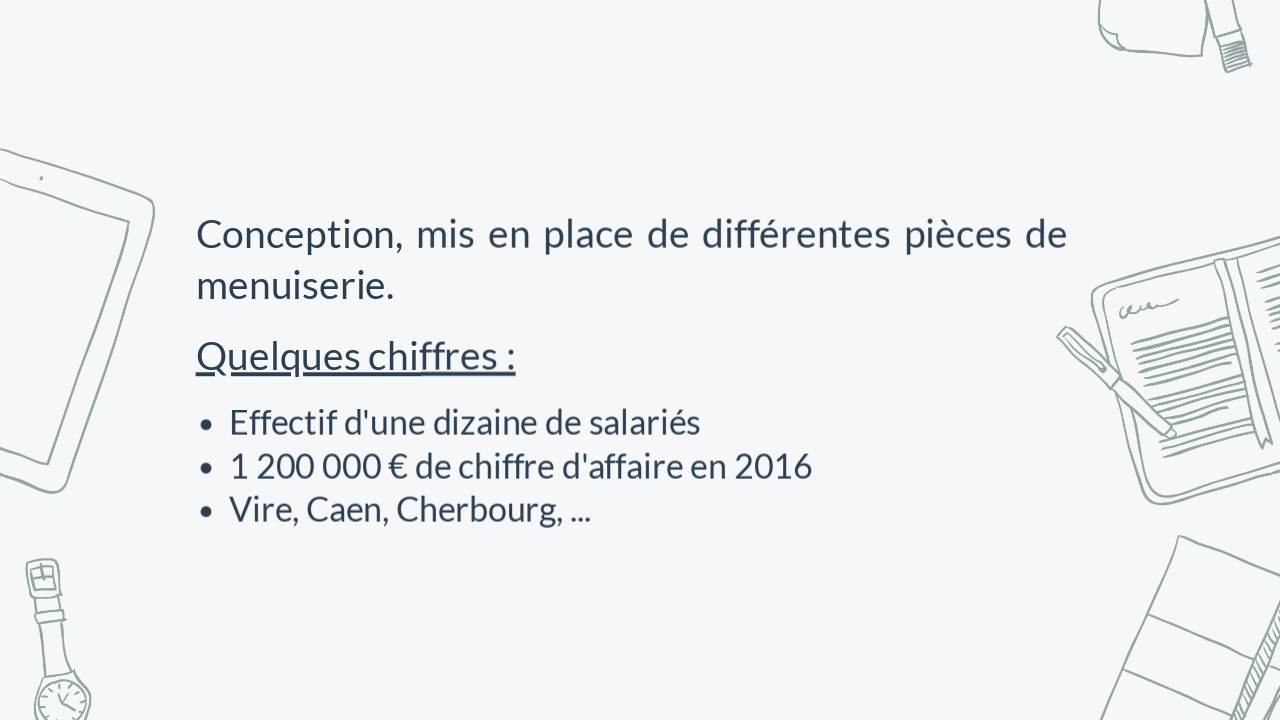 Conception, mis en place de différentes pièces de
menuiserie.
Quelques chiffres :
• Effectif d'une dizaine de salariés
• 1 200 000 € de chiffre d'affaire en 2016
• Vire, Caen, Cherbourg, ...